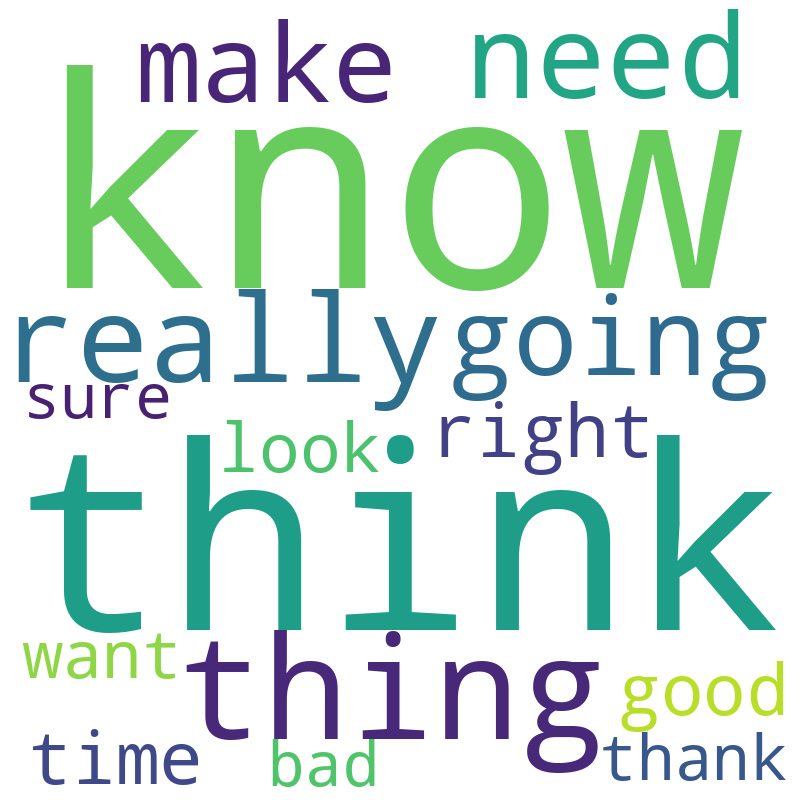 make need
know
really going
sure
look right
think
want thing good
time bad thank